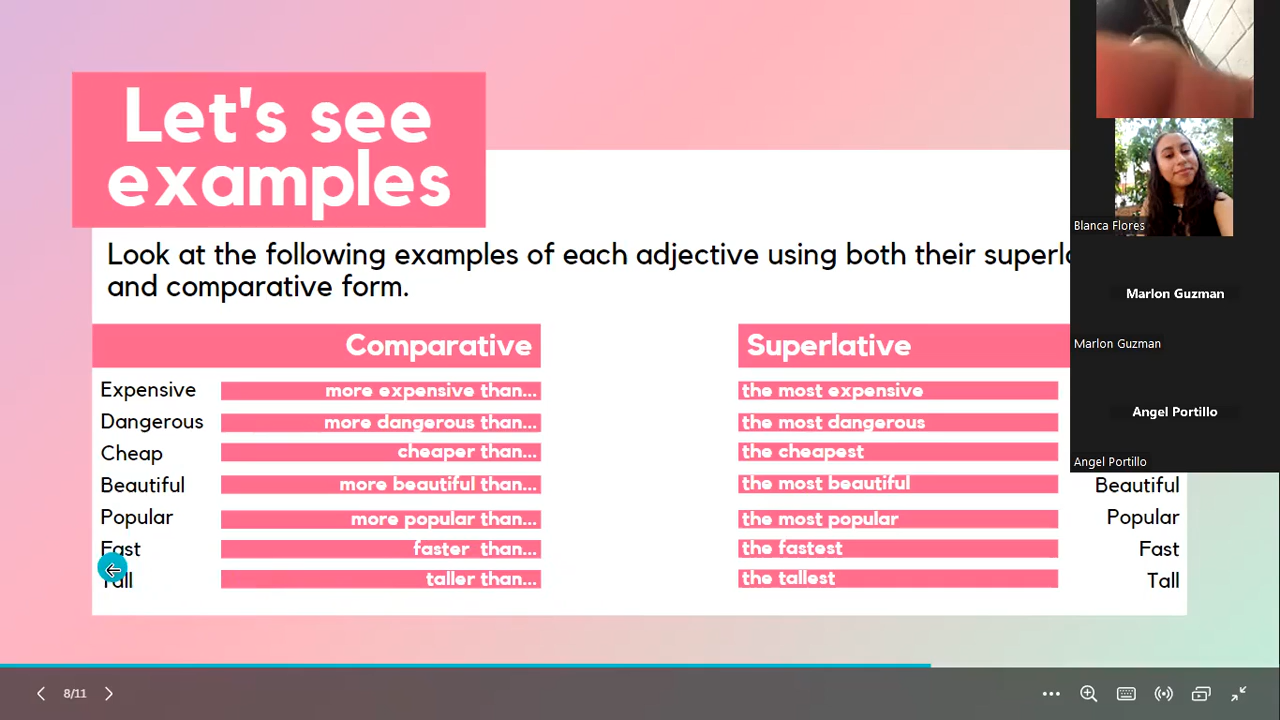 Let's see
examples
Look at the following examples of each adjective using both their
and comparative form.
Comparative
Superlative
Expensive more expensive than... the most expensive
Dangerous more dangerous than... the most dangerous
Cheap cheaper than... the cheapest
Beautiful more beautiful than... the most beautiful Beautiful
Popular more popular than... the most popular Popular
Fast faster than... the fastest Fast
Tall taller than... the tallest Tall
Blanca Flores
Marlon Guzman
Marlon Guzman
Angel Portillo
Angel Portillo
8/11